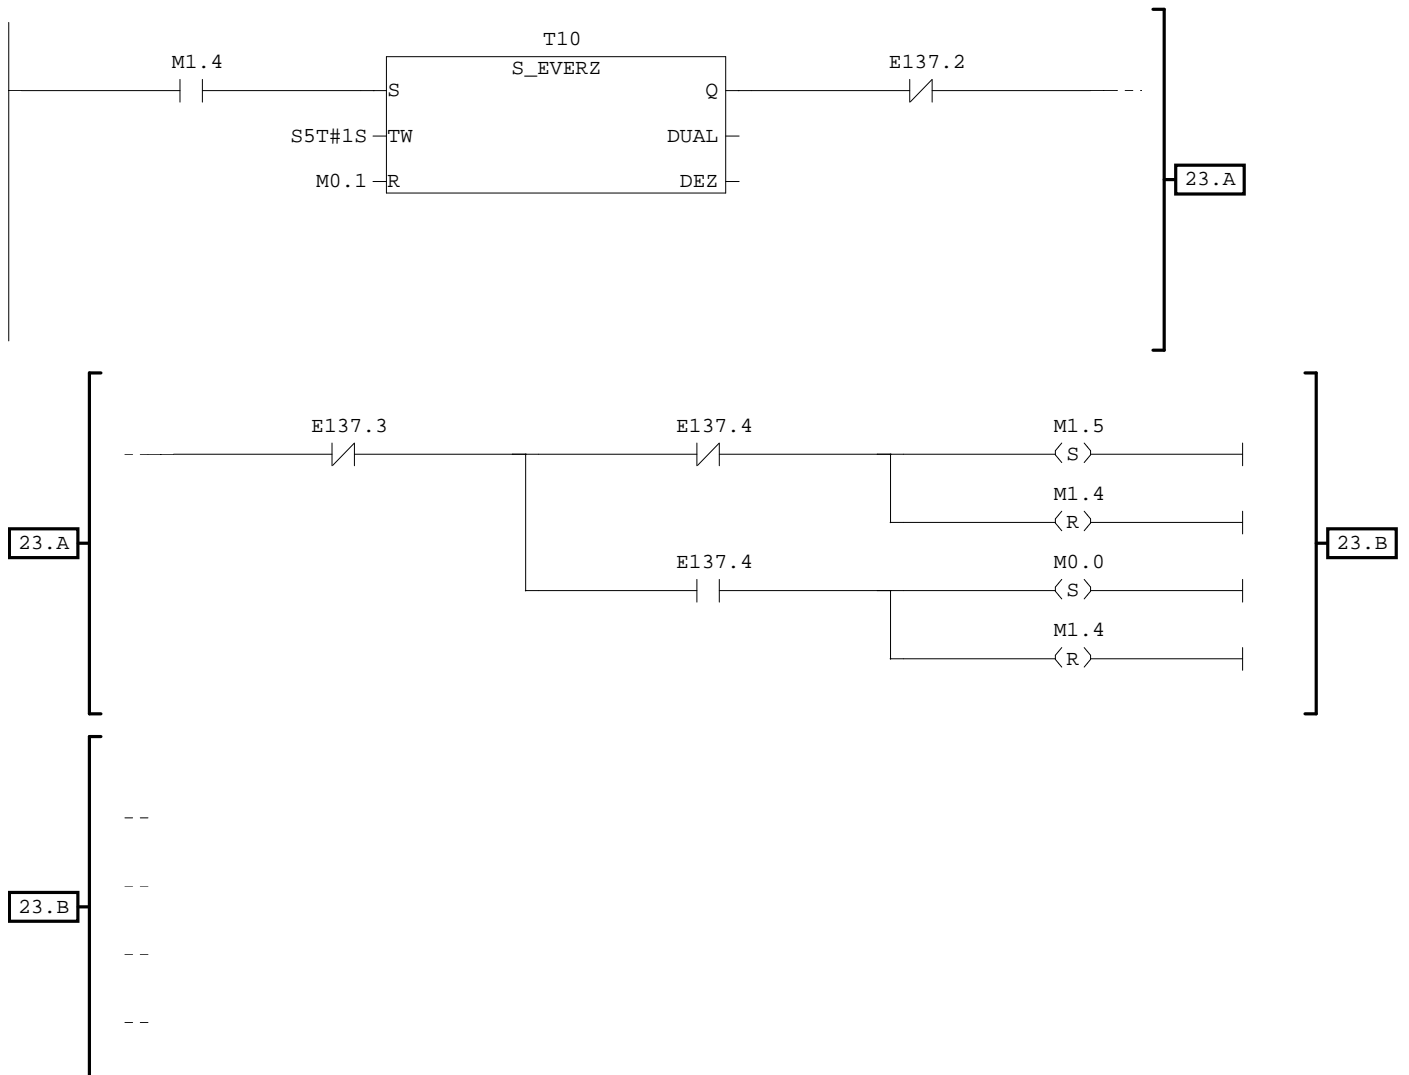 T10
M1.4 S_EVERZ E137.2
S Q
S5T#1S TW DUAL
M0.1 R DEZ
23.A
E137.3 E137.4 M1.5
S
M1.4
R
23.A 23.B
E137.4 M0.0
S
M1.4
R
23.B